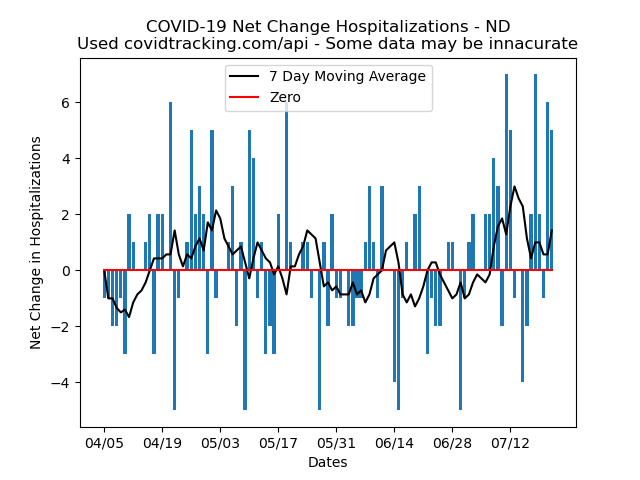 COVID-19 Net Change Hospitalizations - ND
Used covidtracking.com/api - Some data may be innacurate
7 Day Moving Average
Zero
Net Change in Hospitalizations
6
4
2
0
−2
−4
04/05 04/19 05/03 05/17 05/31 06/14 06/28 07/12
Dates